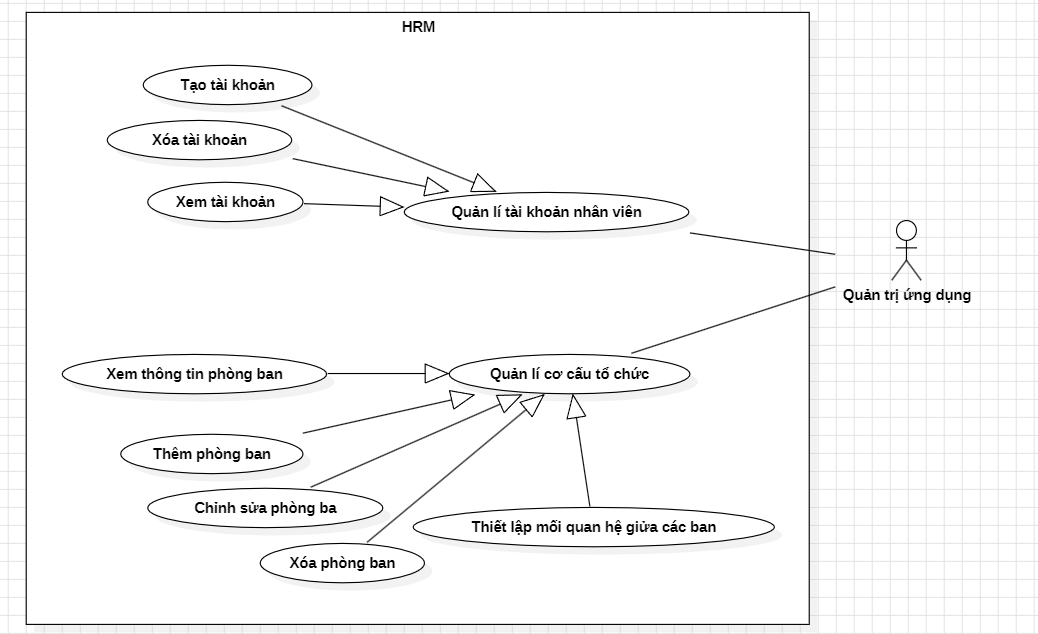 HRM
Tạo tài khoản
Xóa tài khoản
Xem tài khoản
Quản lí tài khoản nhân viên
Quản trị ứng dụng
Xem thông tin phòng ban
Quản lí cơ cấu tổ chức
Thêm phòng ban
Chỉnh sửa phòng ba
Thiết lập mối quan hệ giữa các ban
Xóa phòng ban